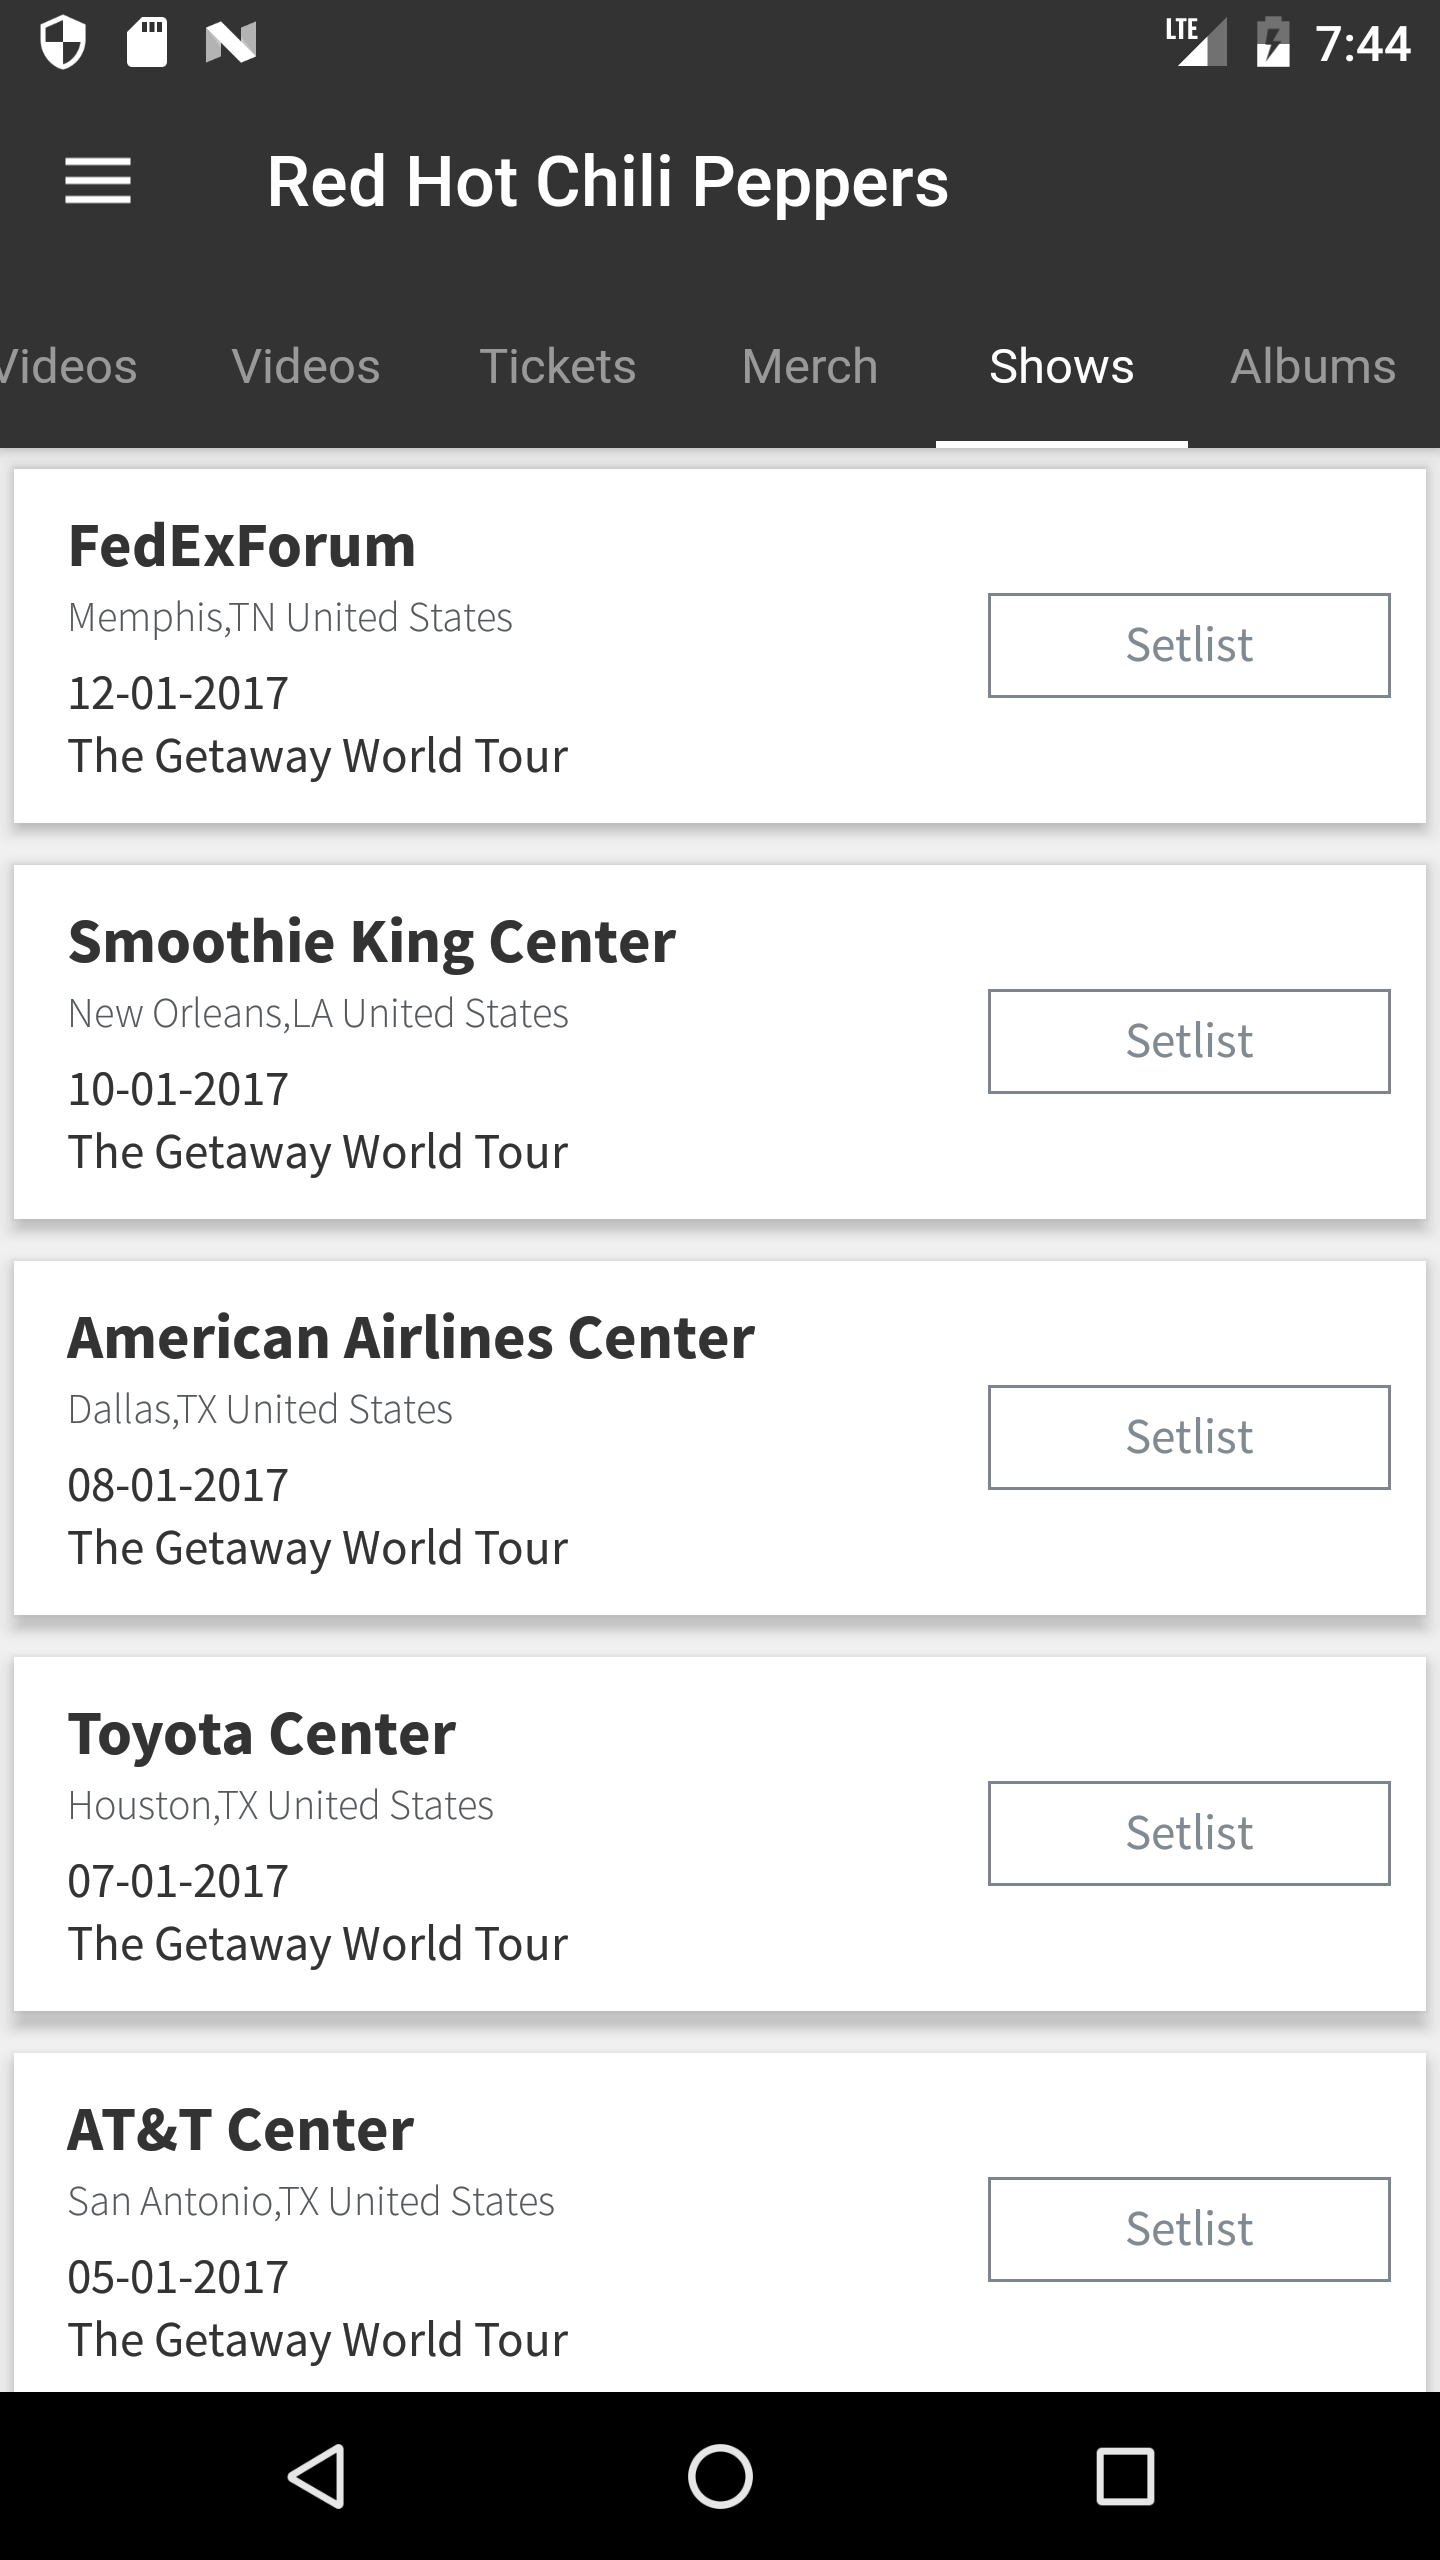 LTE 7:44
Red Hot Chili Peppers
Videos Videos Tickets Merch Shows Albums
FedExForum
Memphis,TN United States
Setlist
12-01-2017
The Getaway World Tour
Smoothie King Center
New Orleans,LA United States
Setlist
10-01-2017
The Getaway World Tour
American Airlines Center
Dallas,TX United States
Setlist
08-01-2017
The Getaway World Tour
Toyota Center
Houston,TX United States
Setlist
07-01-2017
The Getaway World Tour
AT&T Center
San Antonio,TX United States
Setlist
05-01-2017
The Getaway World Tour